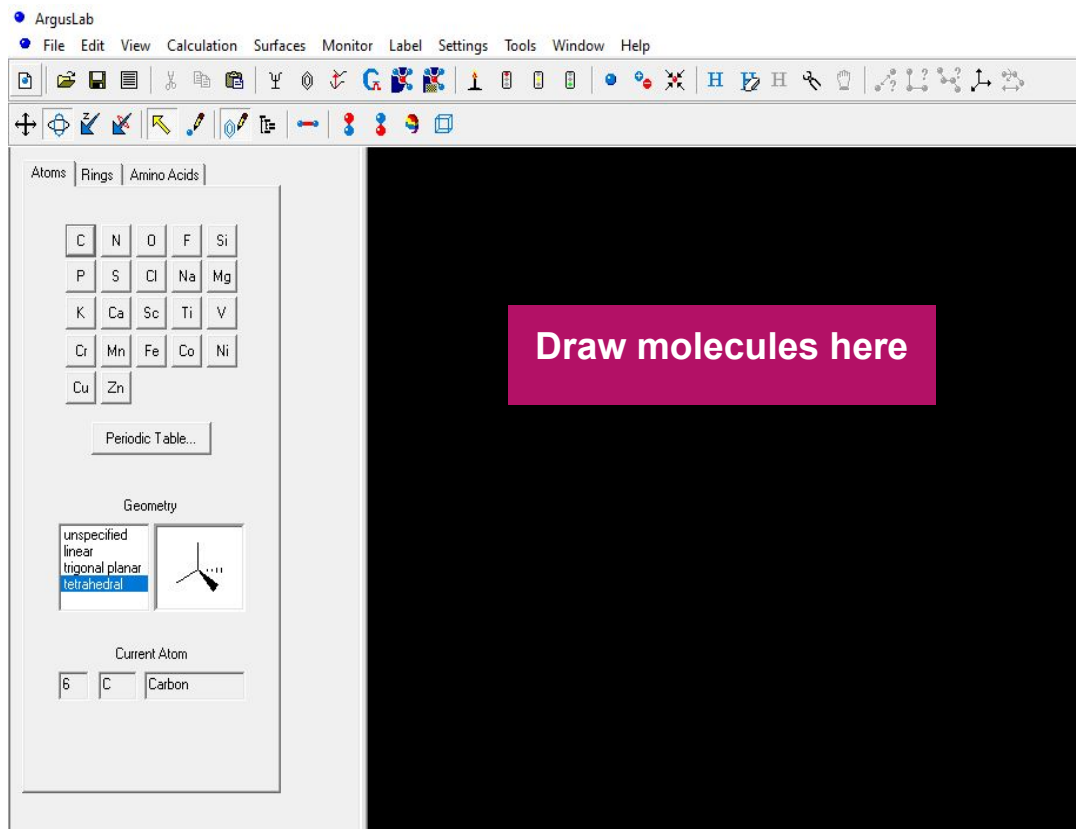 ArgusLab
File Edit View Calculation Surfaces Monitor Label Settings Tools Window Help
H H H
Atoms Rings Amino Acids
C N O F Si
P S Cl Na Mg
K Ca Sc Ti V
Cr Mn Fe Co Ni
Cu Zn
Periodic Table...
Geometry
unspecified
linear
trigonal planar
tetrahedral
Current Atom
6 C Carbon
Draw molecules here